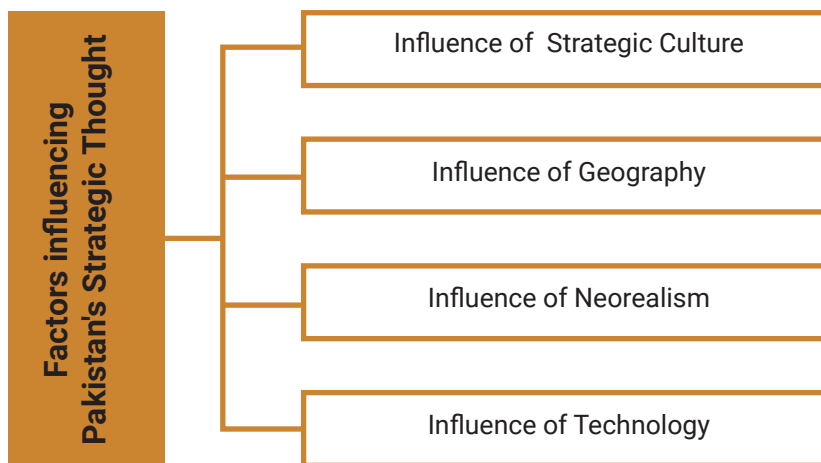 Factors influencing
Pakistan's Strategic Thought
Influence of  Strategic Culture
Influence of Geography
Influence of Neorealism
Influence of Technology